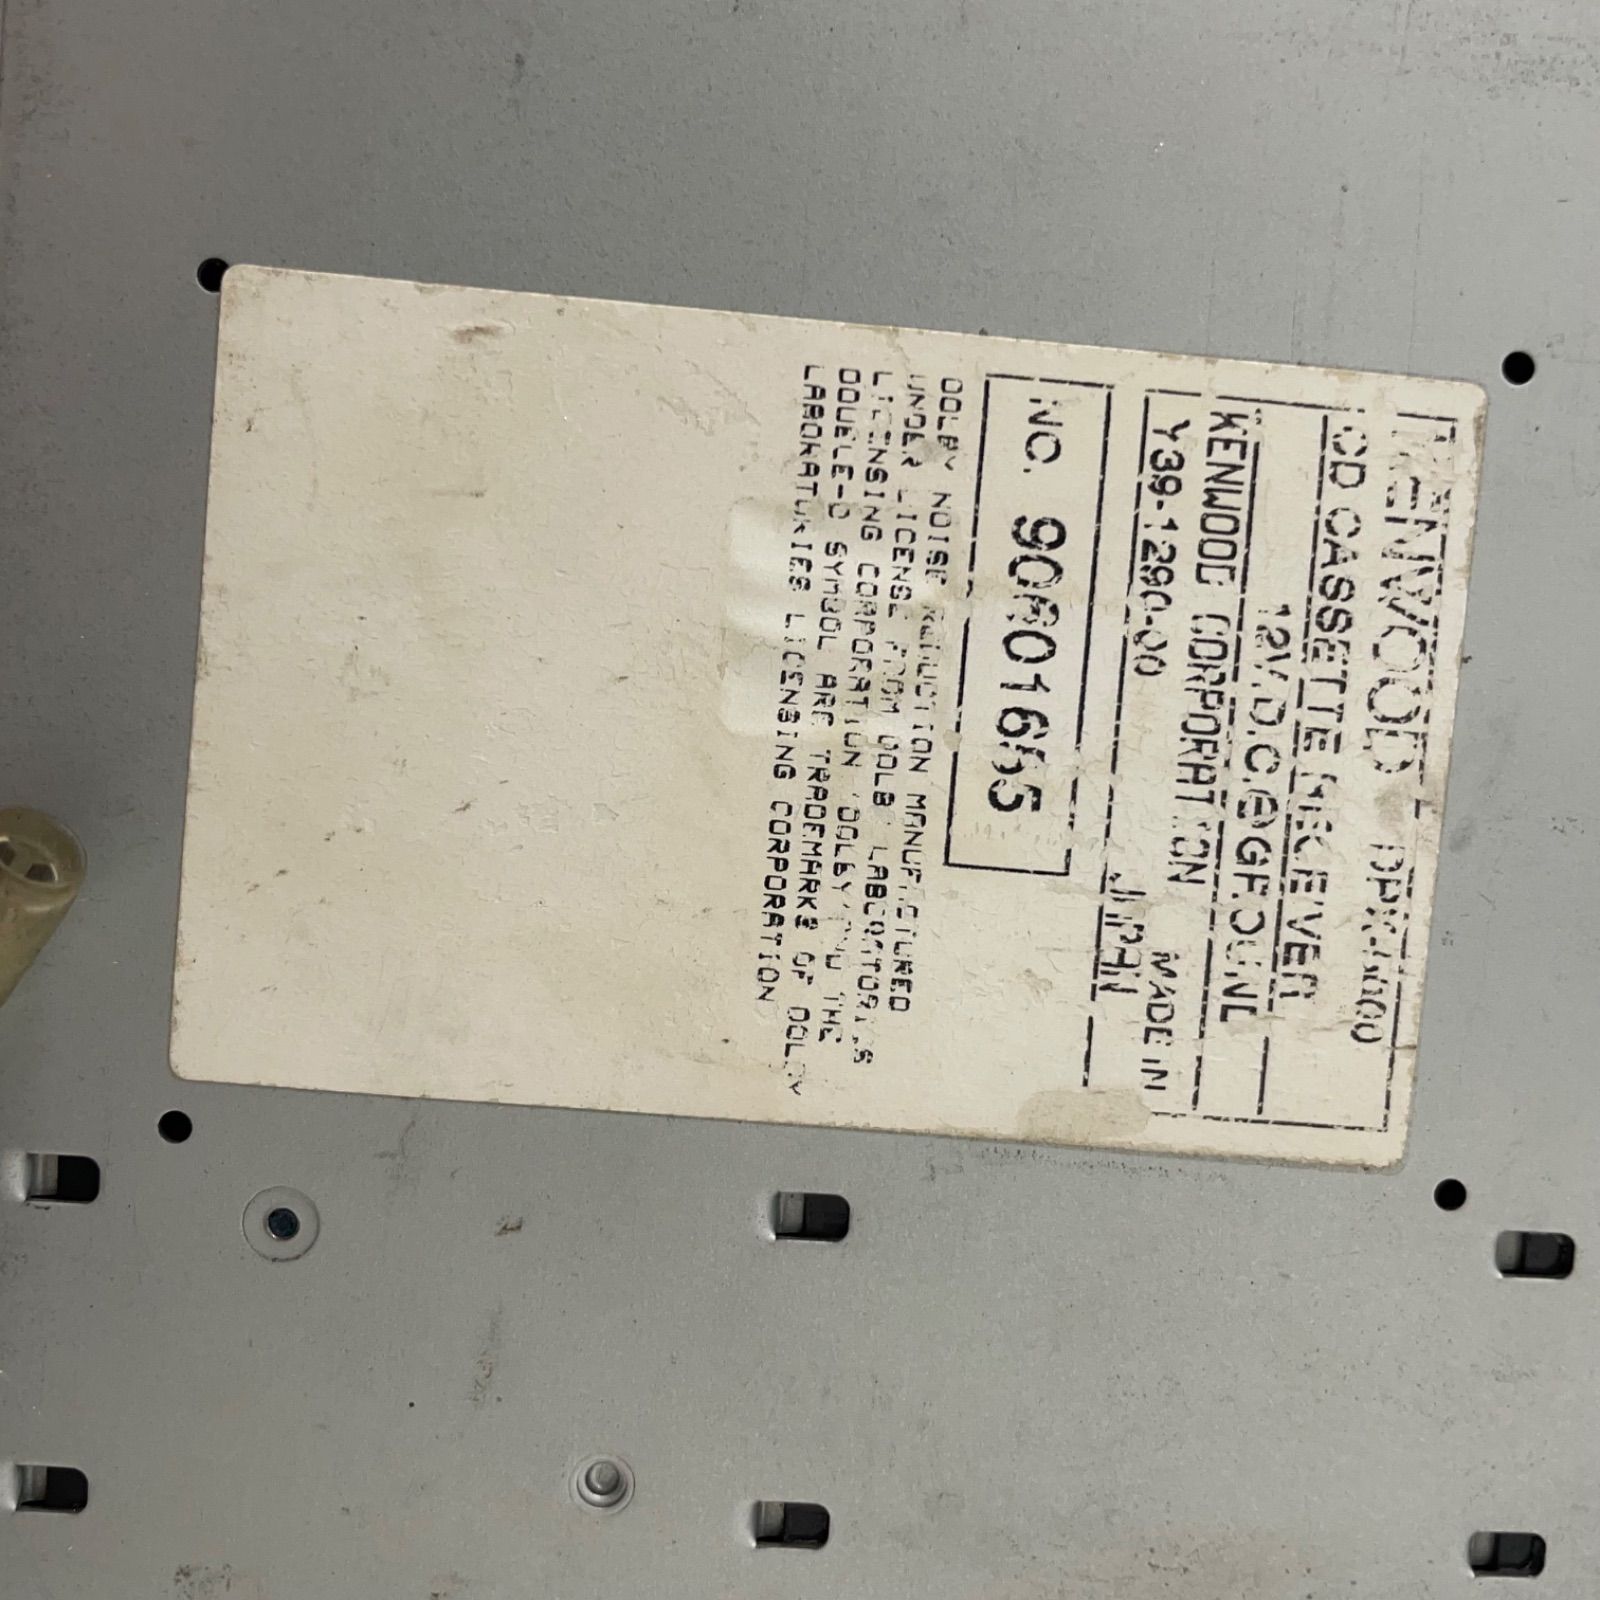 KENWOOD
CD CASSETTE RECEIVER
12V.D.C.⊖GROUND
KENWOOD CORPORATION
Y39-1290-00 MADE IN
JAPAN
NO.
DOLBY NOISE REDUCTION MANUFACTURED
UNDER LICENSE FROM DOLBY LABORATORIES
LICENSING CORPORATION 'DOLBY' AND THE
DOUBLE-D SYMBOL ARE TRADEMARKS OF DOLBY
LABORATORIES LICENSING CORPORATION